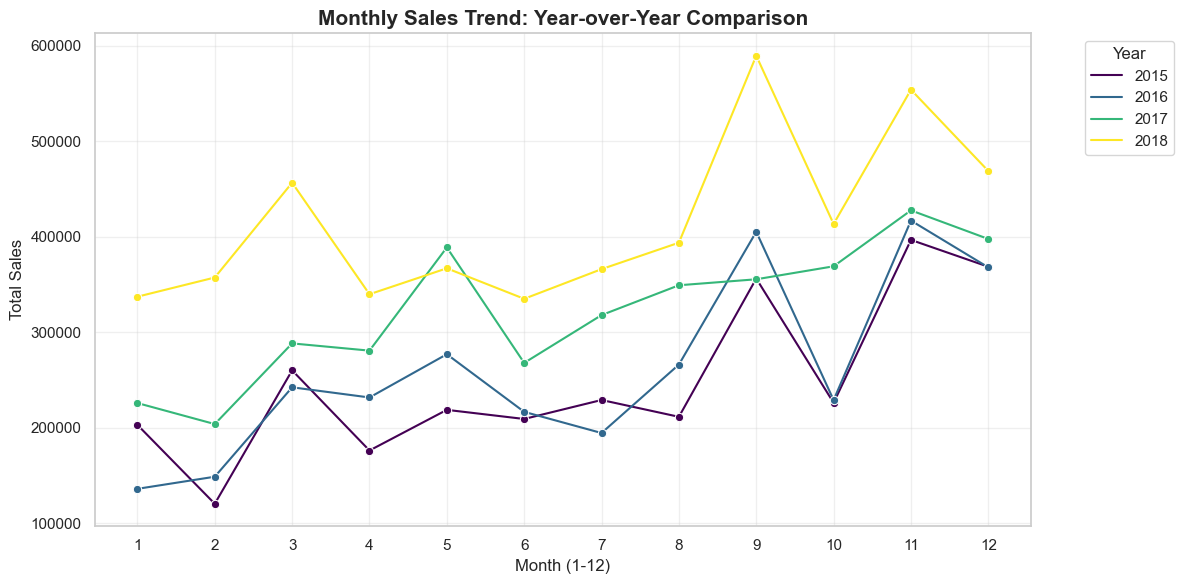 Monthly Sales Trend: Year-over-Year Comparison
Year
2015
2016
2017
2018
Total Sales
600000
500000
400000
300000
200000
100000
1 2 3 4 5 6 7 8 9 10 11 12
Month (1-12)